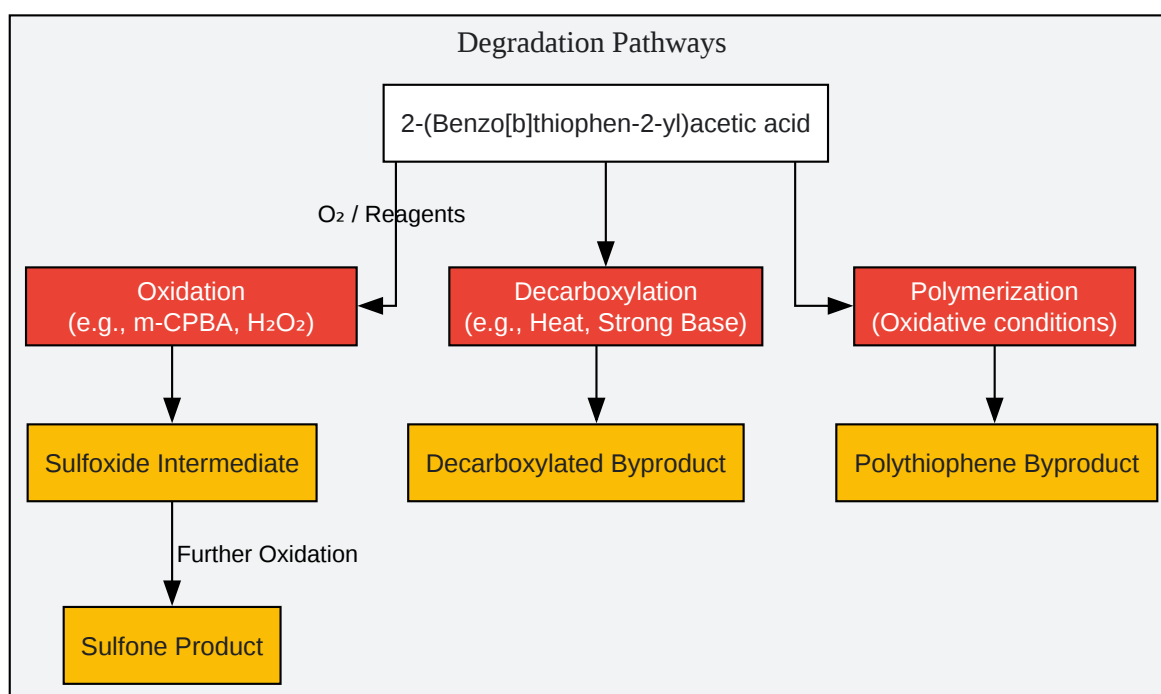 Degradation Pathways
2-(Benzo[b]thiophen-2-yl)acetic acid
O₂ / Reagents
Oxidation
(e.g., m-CPBA, H₂O₂)
Decarboxylation
(e.g., Heat, Strong Base)
Polymerization
(Oxidative conditions)
Sulfoxide Intermediate
Decarboxylated Byproduct
Polythiophene Byproduct
Further Oxidation
Sulfone Product